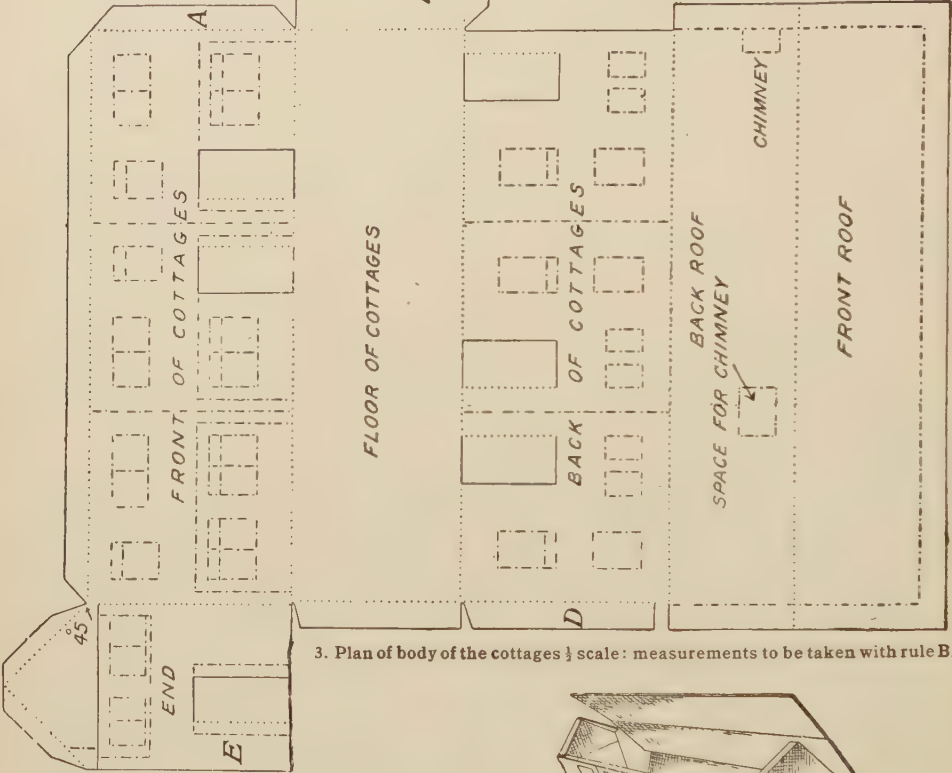 A
FRONT OF COTTAGES
FLOOR OF COTTAGES
BACK OF COTTAGES
CHIMNEY
BACK ROOF
SPACE FOR CHIMNEY
FRONT ROOF
45°
END
E
D
3. Plan of body of the cottages ½ scale: measurements to be taken with rule B